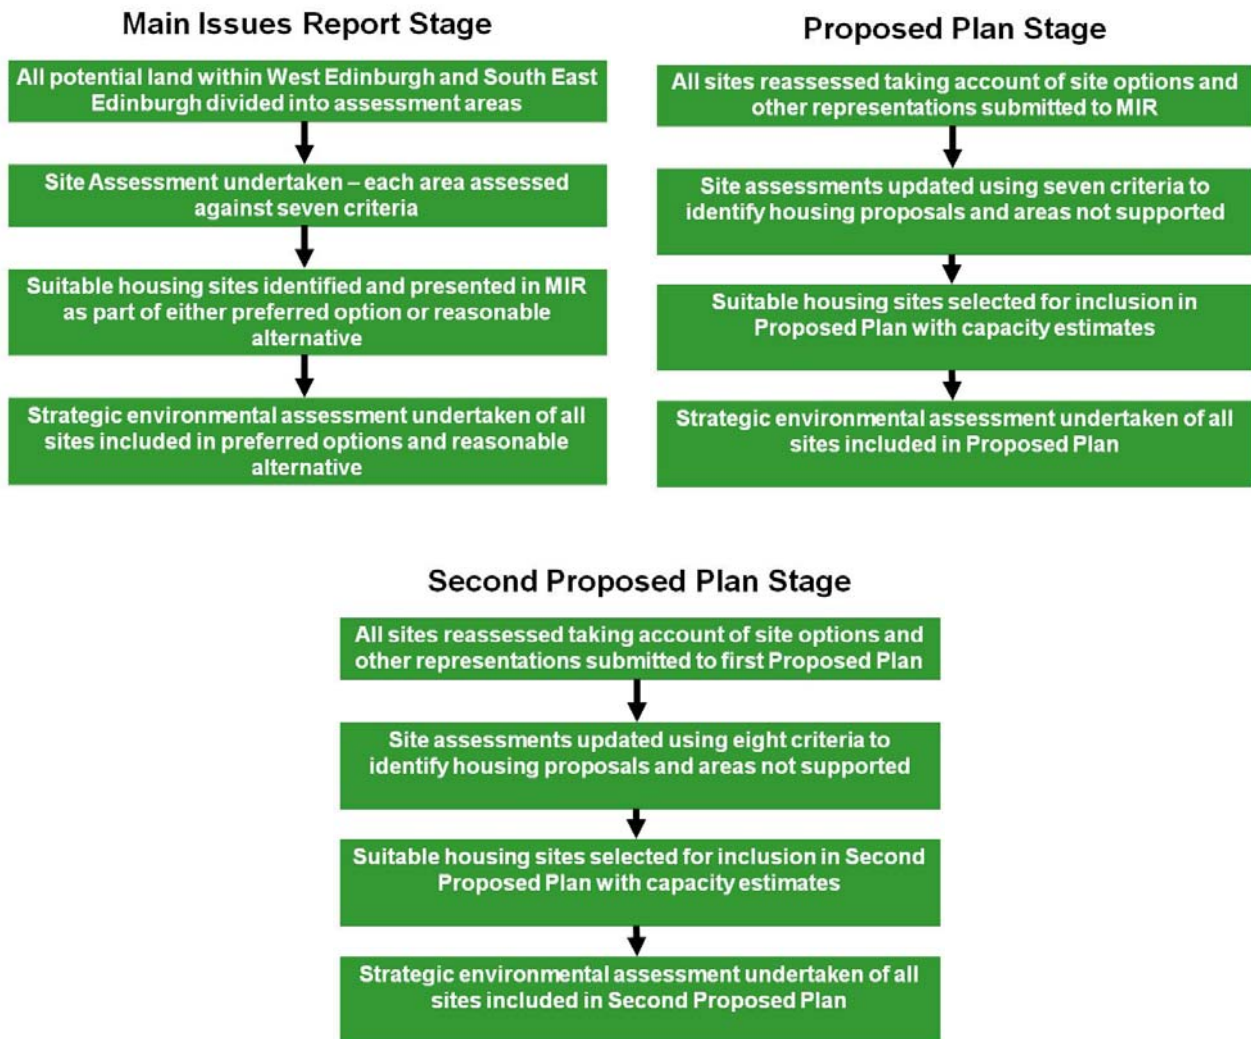 Main Issues Report Stage
All potential land within West Edinburgh and South East
Edinburgh divided into assessment areas
Site Assessment undertaken – each area assessed
against seven criteria
Suitable housing sites identified and presented in MIR
as part of either preferred option or reasonable
alternative
Strategic environmental assessment undertaken of all
sites included in preferred options and reasonable
alternative
Proposed Plan Stage
All sites reassessed taking account of site options and
other representations submitted to MIR
Site assessments updated using seven criteria to
identify housing proposals and areas not supported
Suitable housing sites selected for inclusion in
Proposed Plan with capacity estimates
Strategic environmental assessment undertaken of all
sites included in Proposed Plan
Second Proposed Plan Stage
All sites reassessed taking account of site options and
other representations submitted to first Proposed Plan
Site assessments updated using eight criteria to
identify housing proposals and areas not supported
Suitable housing sites selected for inclusion in Second
Proposed Plan with capacity estimates
Strategic environmental assessment undertaken of all
sites included in Second Proposed Plan